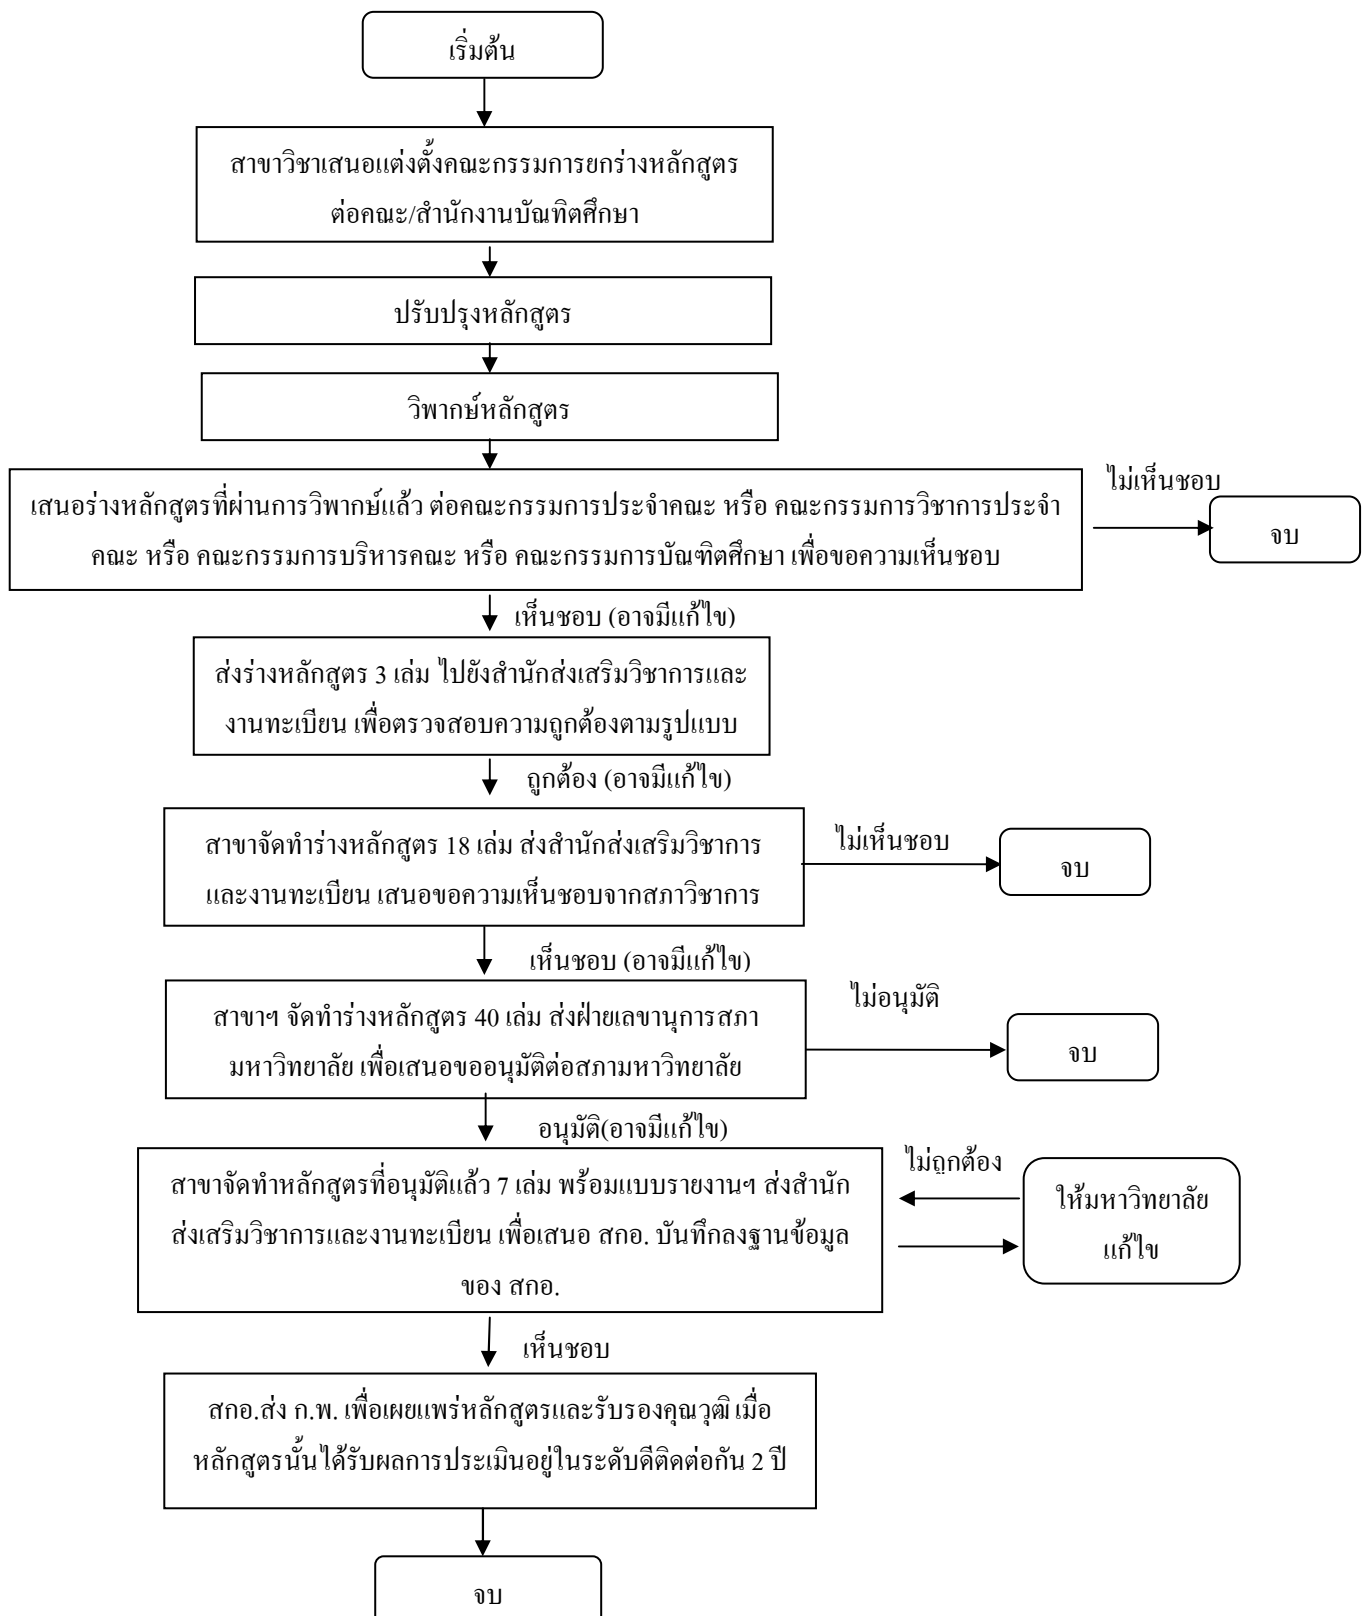 เริ่มต้น
สาขาวิชาเสนอแต่งตั้งคณะกรรมการยกร่างหลักสูตร
ต่อคณะ/สำนักงานบัณฑิตศึกษา
ปรับปรุงหลักสูตร
วิพากษ์หลักสูตร
เสนอร่างหลักสูตรที่ผ่านการวิพากษ์แล้ว ต่อคณะกรรมการประจำคณะ หรือ คณะกรรมการวิชาการประจำ
คณะ หรือ คณะกรรมการบริหารคณะ หรือ คณะกรรมการบัณฑิตศึกษา เพื่อขอความเห็นชอบ
ไม่เห็นชอบ
จบ
เห็นชอบ (อาจมีแก้ไข)
ส่งร่างหลักสูตร 3 เล่ม ไปยังสำนักส่งเสริมวิชาการและ
งานทะเบียน เพื่อตรวจสอบความถูกต้องตามรูปแบบ
ถูกต้อง (อาจมีแก้ไข)
สาขาจัดทำร่างหลักสูตร 18 เล่ม ส่งสำนักส่งเสริมวิชาการ
และงานทะเบียน เสนอขอความเห็นชอบจากสภาวิชาการ
ไม่เห็นชอบ
จบ
เห็นชอบ (อาจมีแก้ไข)
สาขาฯ จัดทำร่างหลักสูตร 40 เล่ม ส่งฝ่ายเลขานุการสภา
มหาวิทยาลัย เพื่อเสนอขออนุมัติต่อสภามหาวิทยาลัย
ไม่อนุมัติ
จบ
อนุมัติ(อาจมีแก้ไข)
สาขาจัดทำหลักสูตรที่อนุมัติแล้ว 7 เล่ม พร้อมแบบรายงานฯ ส่งสำนัก
ส่งเสริมวิชาการและงานทะเบียน เพื่อเสนอ สกอ. บันทึกลงฐานข้อมูล
ของ สกอ.
ไม่ถูกต้อง
ให้มหาวิทยาลัย
แก้ไข
เห็นชอบ
สกอ.ส่ง ก.พ. เพื่อเผยแพร่หลักสูตรและรับรองคุณวุฒิ เมื่อ
หลักสูตรนั้นได้รับผลการประเมินอยู่ในระดับดีติดต่อกัน 2 ปี
จบ